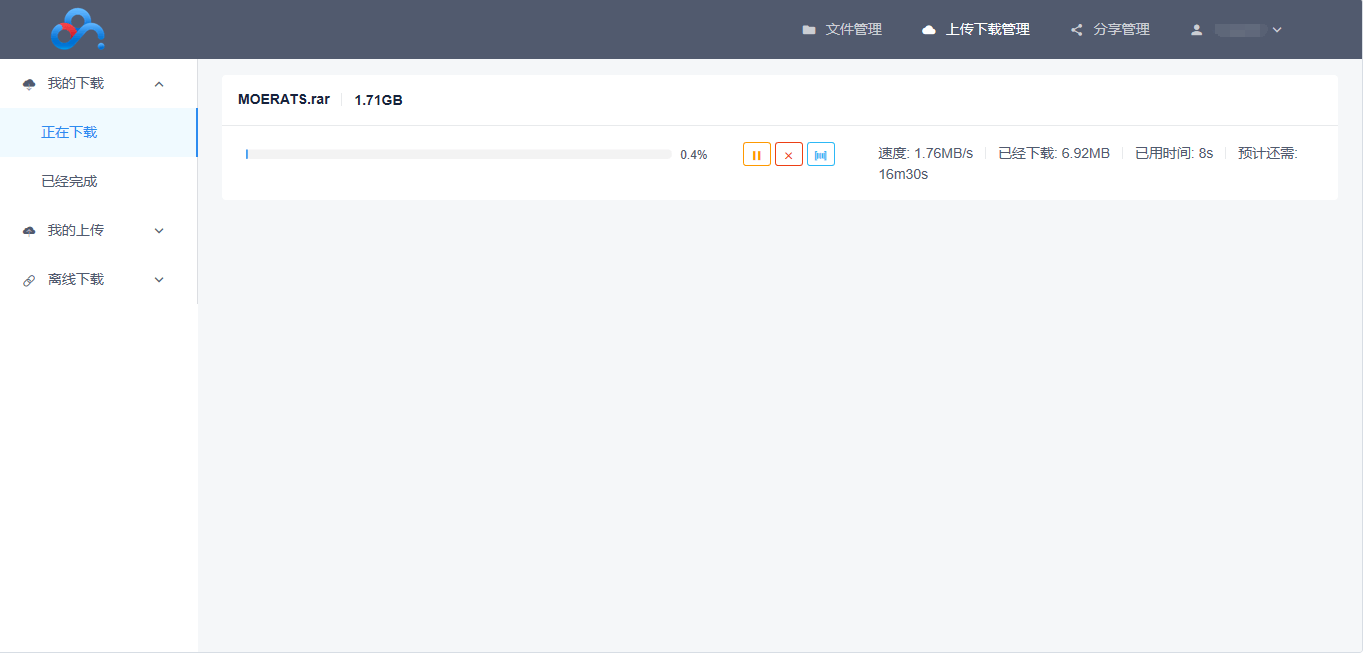 文件管理 上传下载管理 分享管理
我的下载
正在下载
已经完成
我的上传
离线下载
MOERATS.rar 1.71GB
0.4%
速度: 1.76MB/s 已经下载: 6.92MB 已用时间: 8s 预计还需:
16m30s